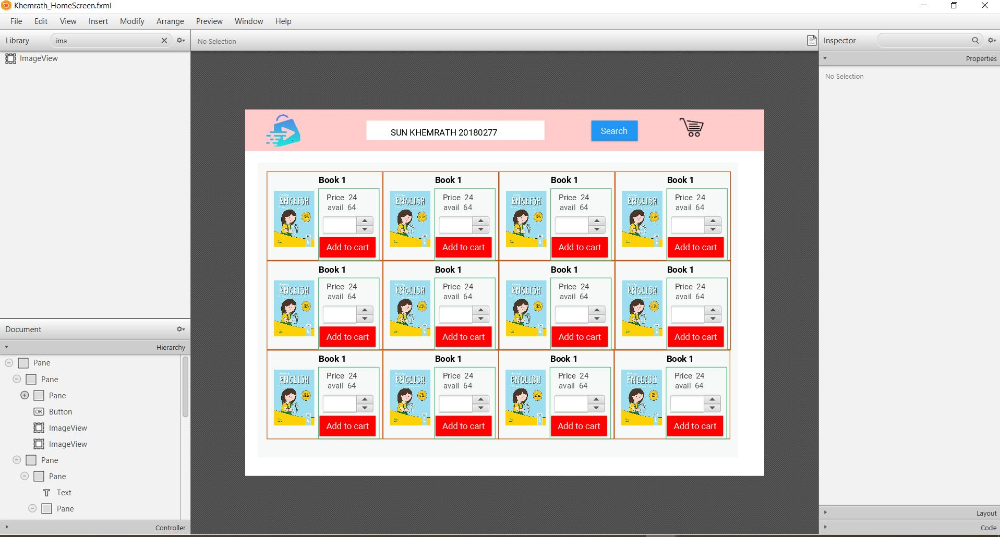 Khemrath_HomeScreen.fxml
File Edit View Insert Modify Arrange Preview Window Help
Library ima
No Selection
Inspector
ImageView
Properties
No Selection
SUN KHEMRATH 20180277
Search
Book 1 Book 1 Book 1 Book 1
ENGLISH ENGLISH ENGLISH ENGLISH
Price 24 Price 24 Price 24 Price 24
avail 64 avail 64 avail 64 avail 64
Add to cart Add to cart Add to cart Add to cart
Book 1 Book 1 Book 1 Book 1
ENGLISH ENGLISH ENGLISH ENGLISH
Price 24 Price 24 Price 24 Price 24
avail 64 avail 64 avail 64 avail 64
Add to cart Add to cart Add to cart Add to cart
Book 1 Book 1 Book 1 Book 1
ENGLISH ENGLISH ENGLISH ENGLISH
Price 24 Price 24 Price 24 Price 24
avail 64 avail 64 avail 64 avail 64
Add to cart Add to cart Add to cart Add to cart
Document
Hierarchy
Pane
Pane
Pane
OK Button
ImageView
ImageView
Pane
Pane
T Text
Pane
Controller
Layout
Code